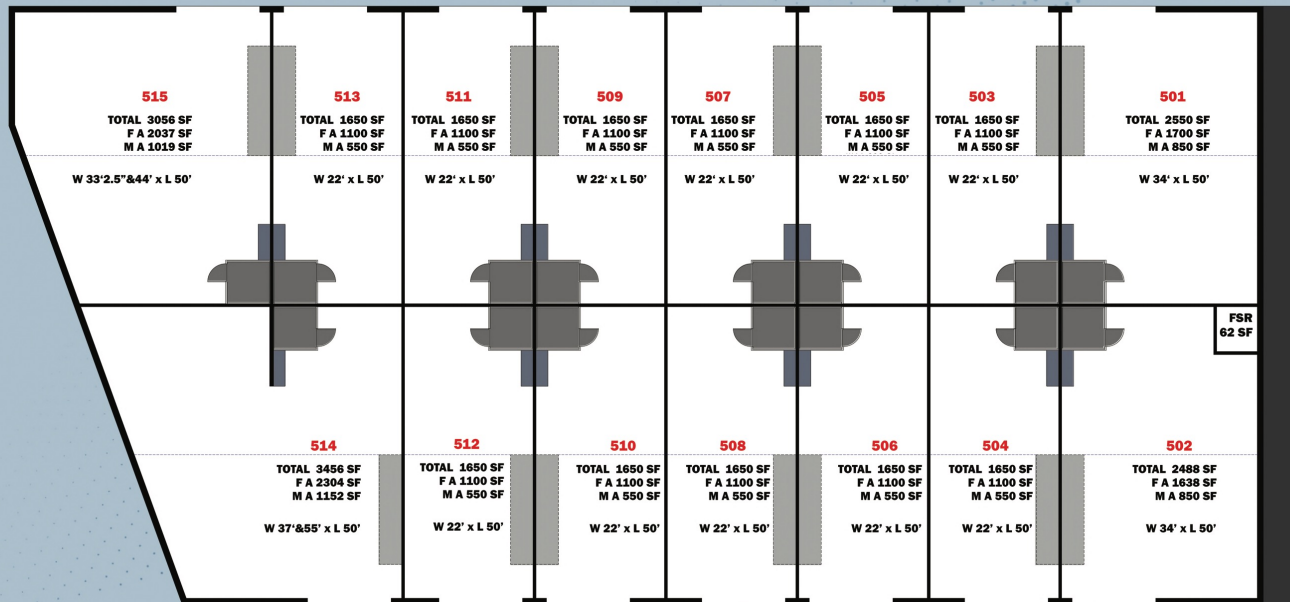 515
TOTAL 3056 SF
F A 2037 SF
M A 1019 SF
W 33‘2.5”&44’ x L 50’
513
TOTAL 1650 SF
F A 1100 SF
M A 550 SF
W 22‘ x L 50’
511
TOTAL 1650 SF
F A 1100 SF
M A 550 SF
W 22‘ x L 50’
509
TOTAL 1650 SF
F A 1100 SF
M A 550 SF
W 22‘ x L 50’
507
TOTAL 1650 SF
F A 1100 SF
M A 550 SF
W 22‘ x L 50’
505
TOTAL 1650 SF
F A 1100 SF
M A 550 SF
W 22‘ x L 50’
503
TOTAL 1650 SF
F A 1100 SF
M A 550 SF
W 22‘ x L 50’
501
TOTAL 2550 SF
F A 1700 SF
M A 850 SF
W 34‘ x L 50’
FSR
62 SF
514
TOTAL 3456 SF
F A 2304 SF
M A 1152 SF
W 37‘&55’ x L 50’
512
TOTAL 1650 SF
F A 1100 SF
M A 550 SF
W 22’ x L 50’
510
TOTAL 1650 SF
F A 1100 SF
M A 550 SF
W 22’ x L 50’
508
TOTAL 1650 SF
F A 1100 SF
M A 550 SF
W 22’ x L 50’
506
TOTAL 1650 SF
F A 1100 SF
M A 550 SF
W 22’ x L 50’
504
TOTAL 1650 SF
F A 1100 SF
M A 550 SF
W 22’ x L 50’
502
TOTAL 2488 SF
F A 1638 SF
M A 850 SF
W 34’ x L 50’